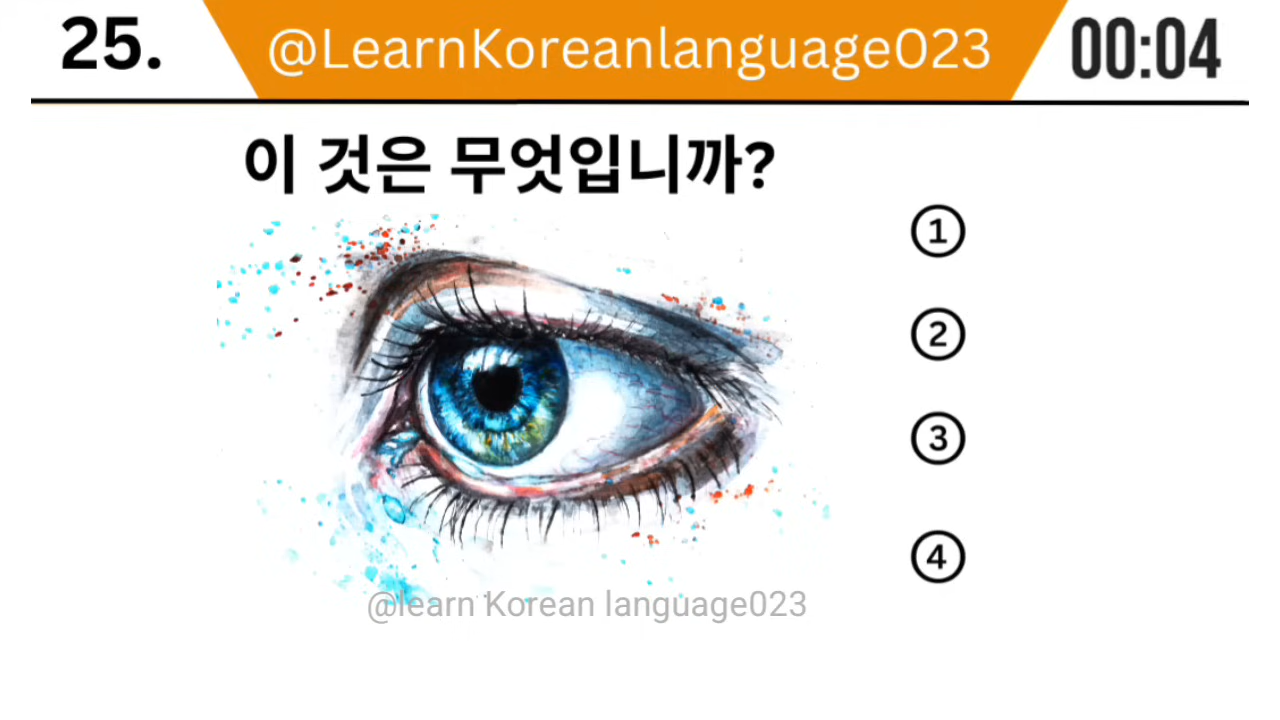 25.
@LearnKoreanlanguage023
00:04
이 것은 무엇입니까?
①
②
③
④
@learn Korean language023